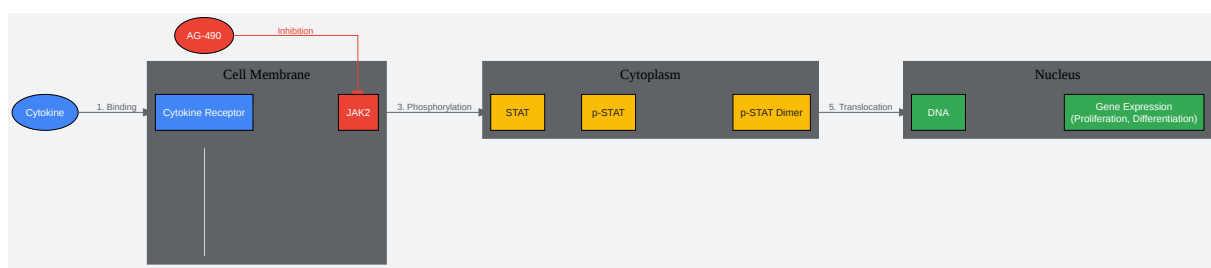 AG-490
Inhibition
Cell Membrane
Cytoplasm
Nucleus
Cytokine
1. Binding
Cytokine Receptor
JAK2
3. Phosphorylation
STAT
p-STAT
p-STAT Dimer
5. Translocation
DNA
Gene Expression
(Proliferation, Differentiation)